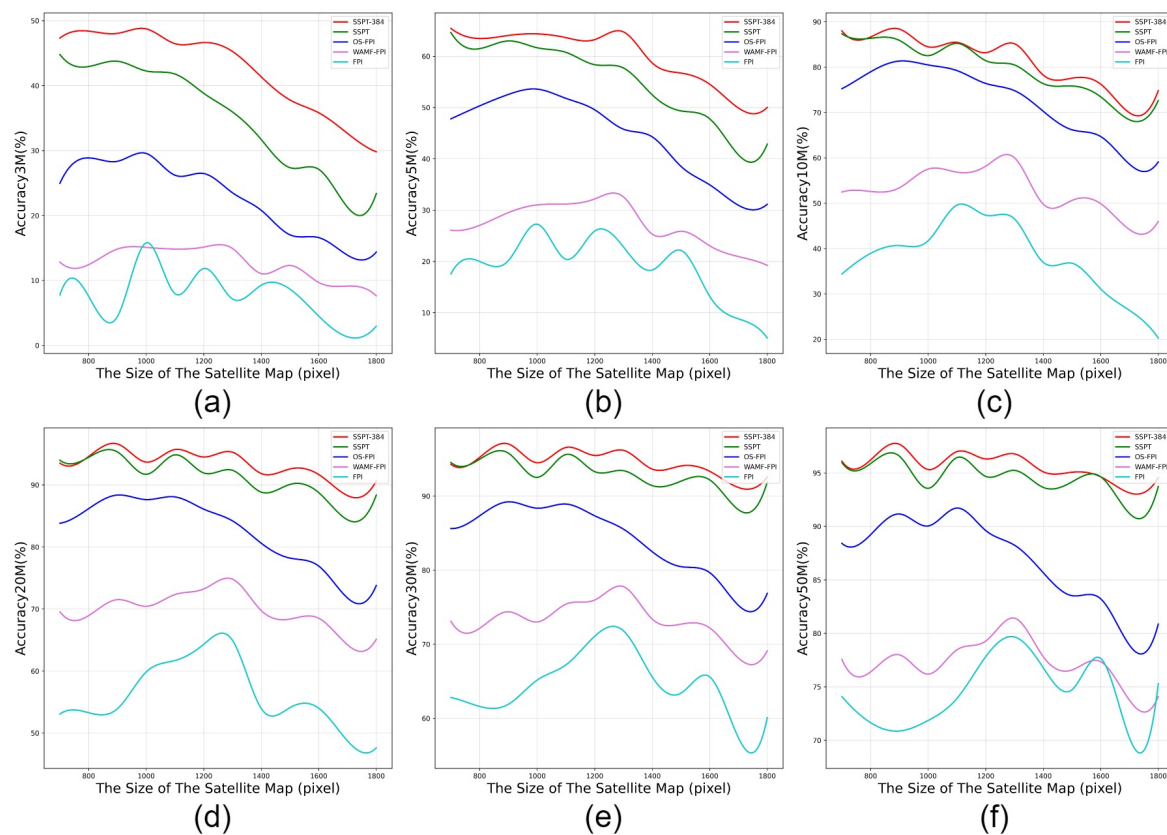 SSPT-384
SSPT
OS-FPI
WAMF-FPI
FPI
Accuracy3M(%)
50
40
30
20
10
0
800 1000 1200 1400 1600 1800
The Size of The Satellite Map (pixel)
(a)
SSPT-384
SSPT
OS-FPI
WAMF-FPI
FPI
Accuracy5M(%)
60
50
40
30
20
10
800 1000 1200 1400 1600 1800
The Size of The Satellite Map (pixel)
(b)
SSPT-384
SSPT
OS-FPI
WAMF-FPI
FPI
Accuracy10M(%)
90
80
70
60
50
40
30
20
800 1000 1200 1400 1600 1800
The Size of The Satellite Map (pixel)
(c)
SSPT-384
SSPT
OS-FPI
WAMF-FPI
FPI
Accuracy20M(%)
90
80
70
60
50
800 1000 1200 1400 1600 1800
The Size of The Satellite Map (pixel)
(d)
SSPT-384
SSPT
OS-FPI
WAMF-FPI
FPI
Accuracy30M(%)
90
80
70
60
800 1000 1200 1400 1600 1800
The Size of The Satellite Map (pixel)
(e)
SSPT-384
SSPT
OS-FPI
WAMF-FPI
FPI
Accuracy50M(%)
95
90
85
80
75
70
800 1000 1200 1400 1600 1800
The Size of The Satellite Map (pixel)
(f)